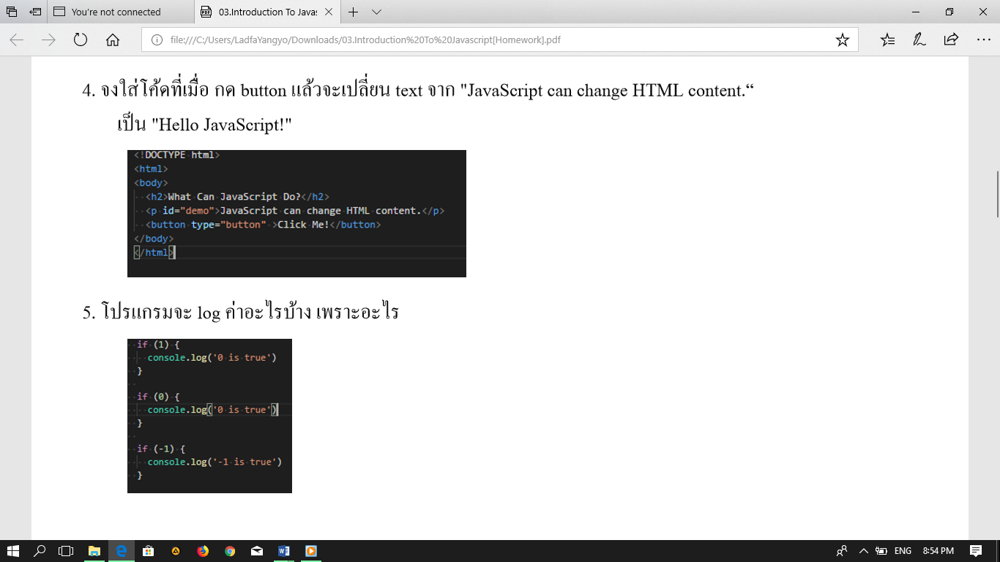 You're not connected
03.Introduction To Javas
file:///C:/Users/LadfaYangyo/Downloads/03.Introduction%20To%20Javascript[Homework].pdf
4. จงใส่โค้ดที่เมื่อ กด button แล้วจะเปลี่ยน text จาก "JavaScript can change HTML content.“
เป็น "Hello JavaScript!"
<!DOCTYPE html>
<html>
<body>
<h2>What Can JavaScript Do?</h2>
<p id="demo">JavaScript can change HTML content.</p>
<button type="button" >Click Me!</button>
</body>
</html>
5. โปรแกรมจะ log ค่าอะไรบ้าง เพราะอะไร
if (1) {
console.log('0 is true')
}
if (0) {
console.log('0 is true')
}
if (-1) {
console.log('-1 is true')
}
ENG
8:54 PM